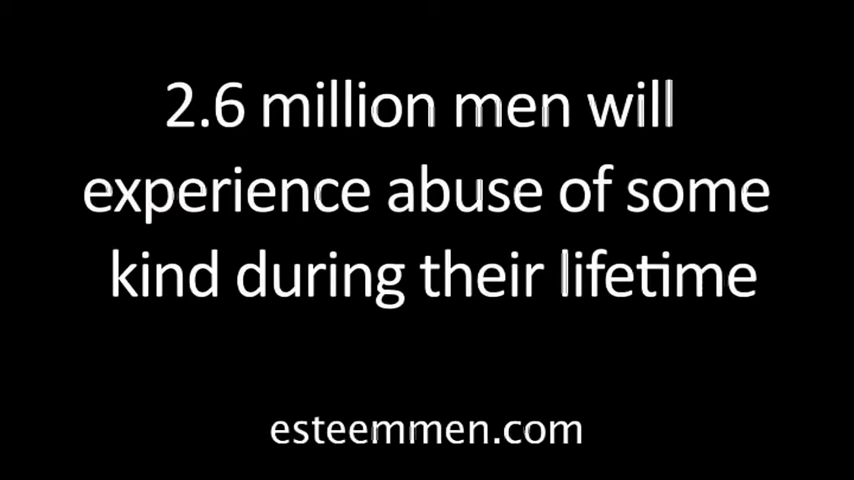 2.6 million men will
experience abuse of some
kind during their lifetime
esteemmen.com